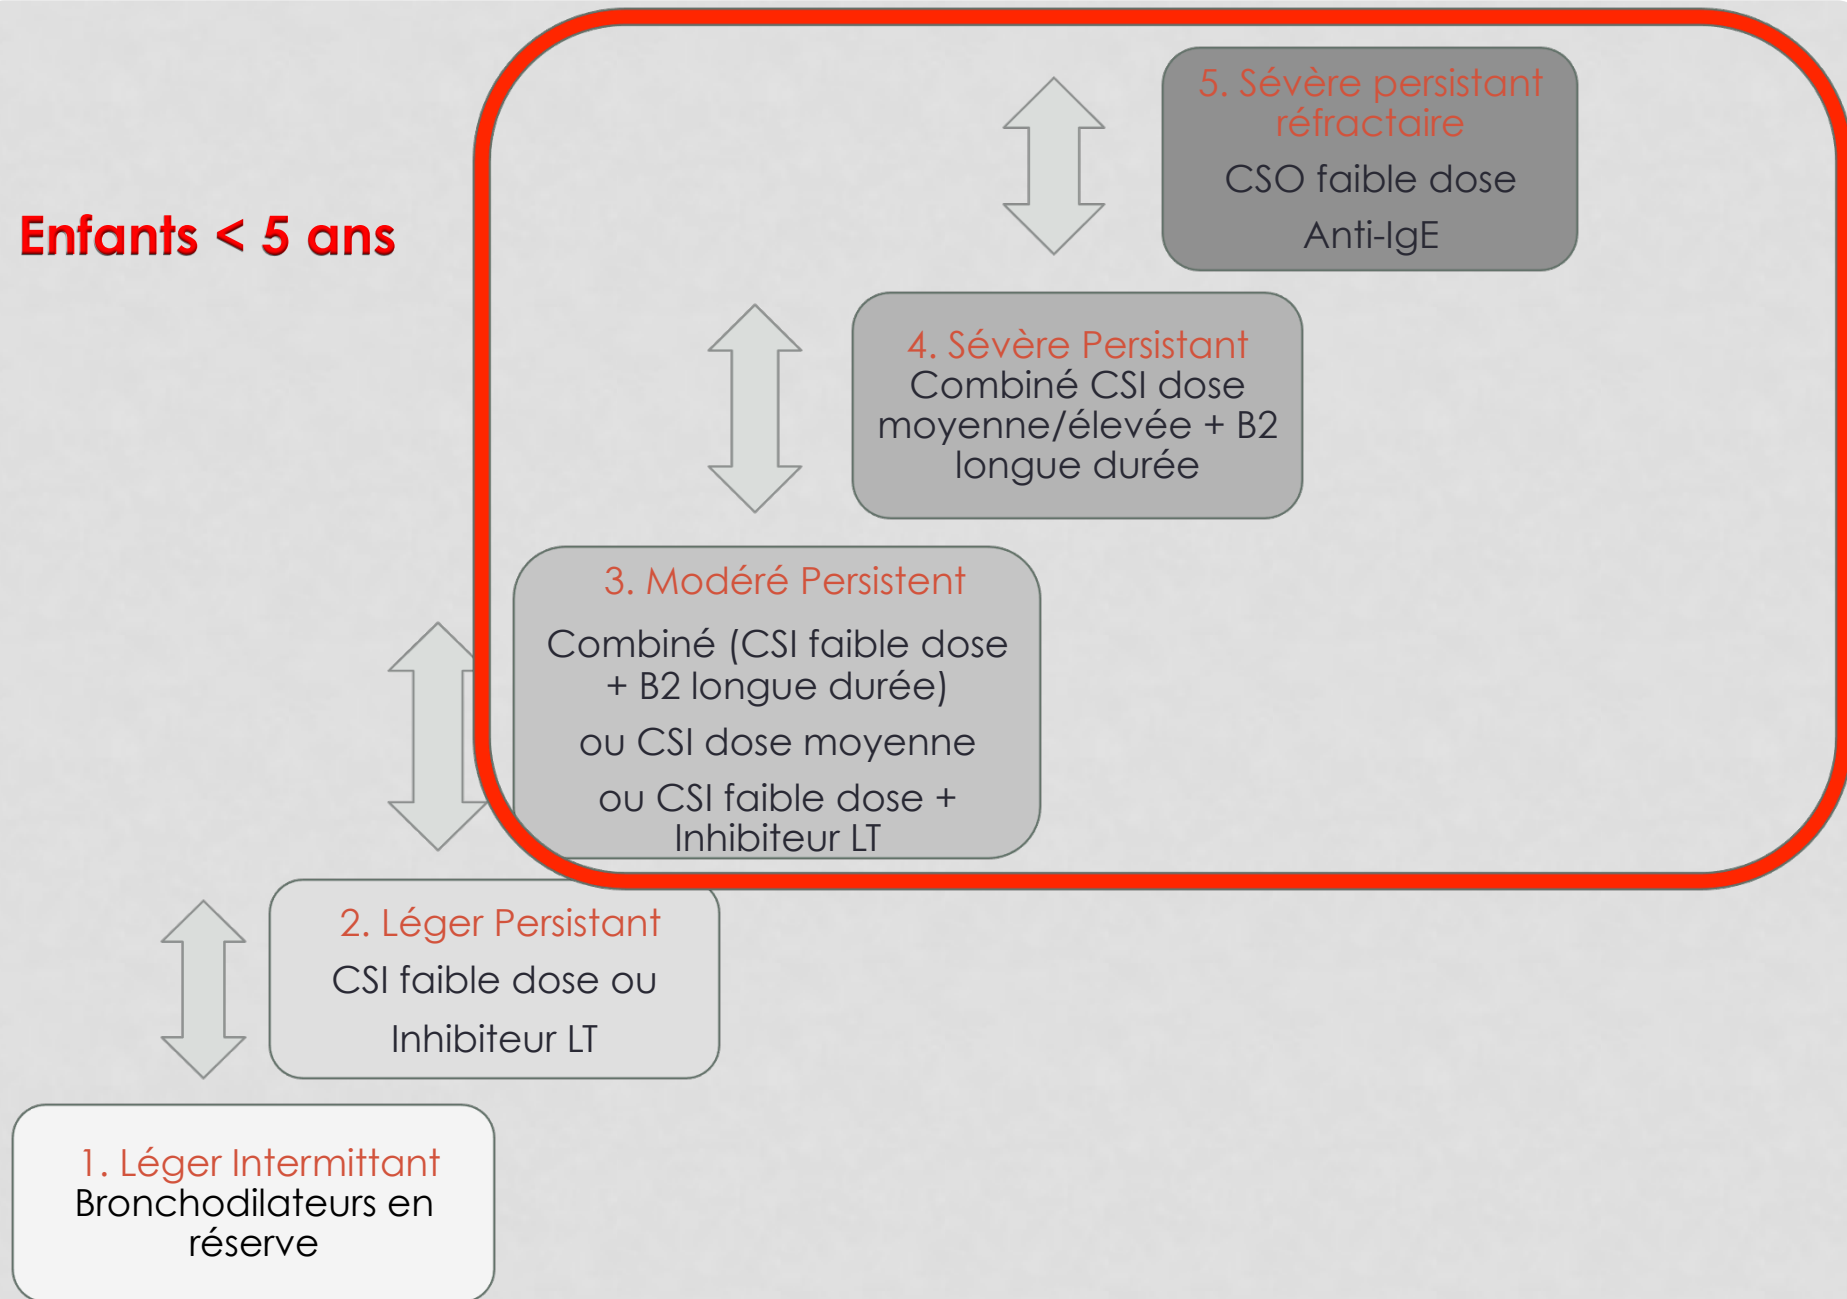 5. Sévère persistant
réfractaire
CSO faible dose
Anti-IgE
Enfants < 5 ans
4. Sévère Persistant
Combiné CSI dose
moyenne/élevée + B2
longue durée
3. Modéré Persistent
Combiné (CSI faible dose
+ B2 longue durée)
ou CSI dose moyenne
ou CSI faible dose +
Inhibiteur LT
2. Léger Persistant
CSI faible dose ou
Inhibiteur LT
1. Léger Intermittant
Bronchodilateurs en
réserve